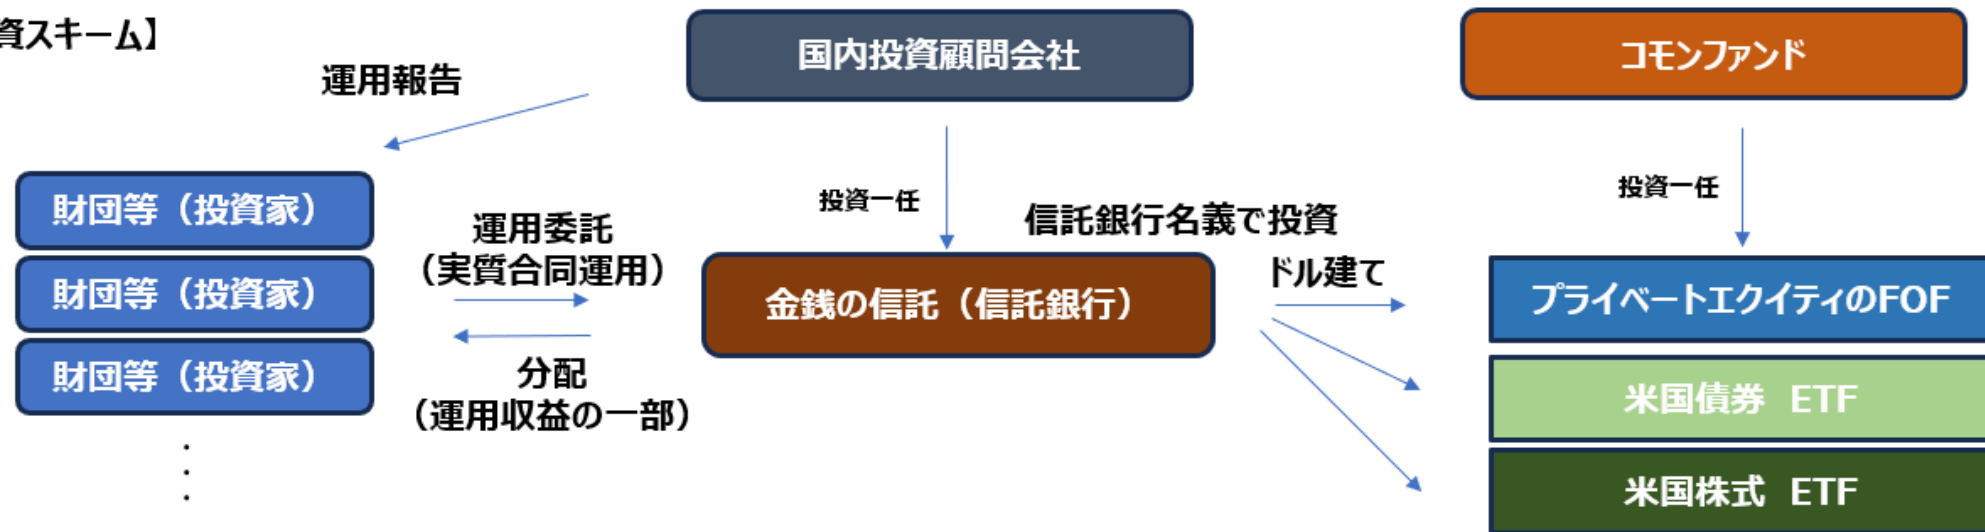 資スキーム】
国内投資顧問会社
コモンファンド
運用報告
投資一任
投資一任
財団等（投資家）
財団等（投資家）
財団等（投資家）
運用委託
（実質合同運用）
信託銀行名義で投資
ドル建て
金銭の信託（信託銀行）
プライベートエクイティのFOF
分配
（運用収益の一部）
米国債券 ETF
米国株式 ETF